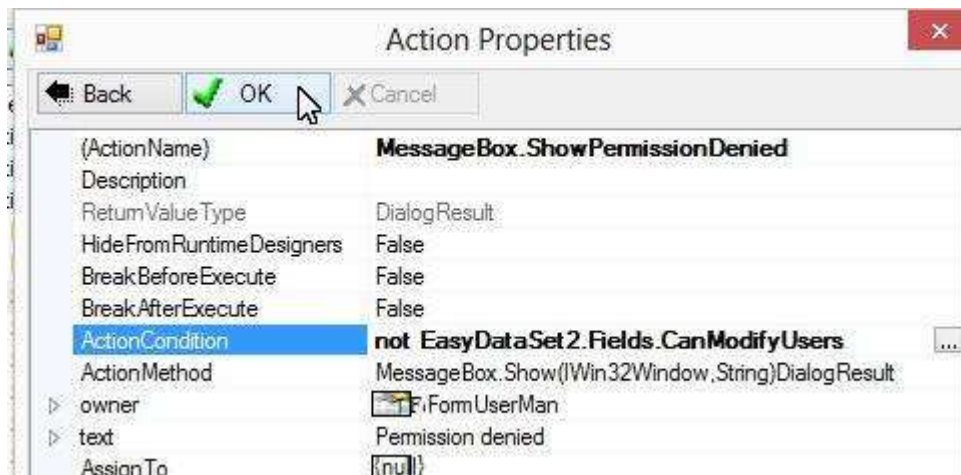 Action Properties
Back OK Cancel
(ActionName) MessageBox.ShowPermissionDenied
Description
ReturnValueType DialogResult
HideFromRuntimeDesigners False
BreakBeforeExecute False
BreakAfterExecute False
ActionCondition not EasyDataSet2.Fields.CanModifyUsers ...
ActionMethod MessageBox.Show(IWin32Window,String)DialogResult
owner FormUserMan
text Permission denied
AssignTo {null}